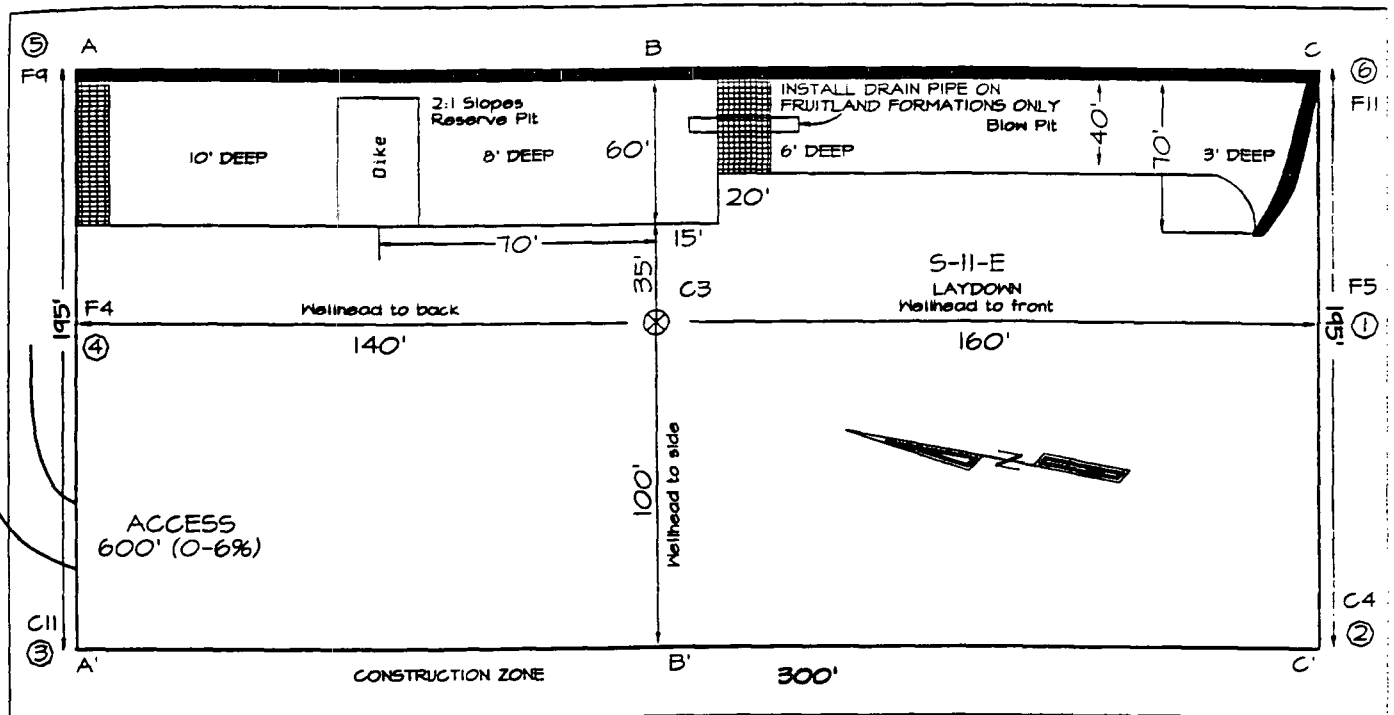 ⑤ A B C ⑥
F9 F11
2:1 Slopes
Reserve Pit
INSTALL DRAIN PIPE ON
FRUITLAND FORMATIONS ONLY
Blow Pit
10' DEEP
Dike
8' DEEP
60'
6' DEEP
40'
70'
3' DEEP
20'
70'
15'
35'
S-11-E
LAYDOWN
Wellhead to front
C3
F5
195'
F4
Wellhead to back
195'
①
④
140'
160'
100'
Wellhead to side
N
ACCESS
600' (0-6%)
C11
③
C4
②
A' B' C'
CONSTRUCTION ZONE
300'